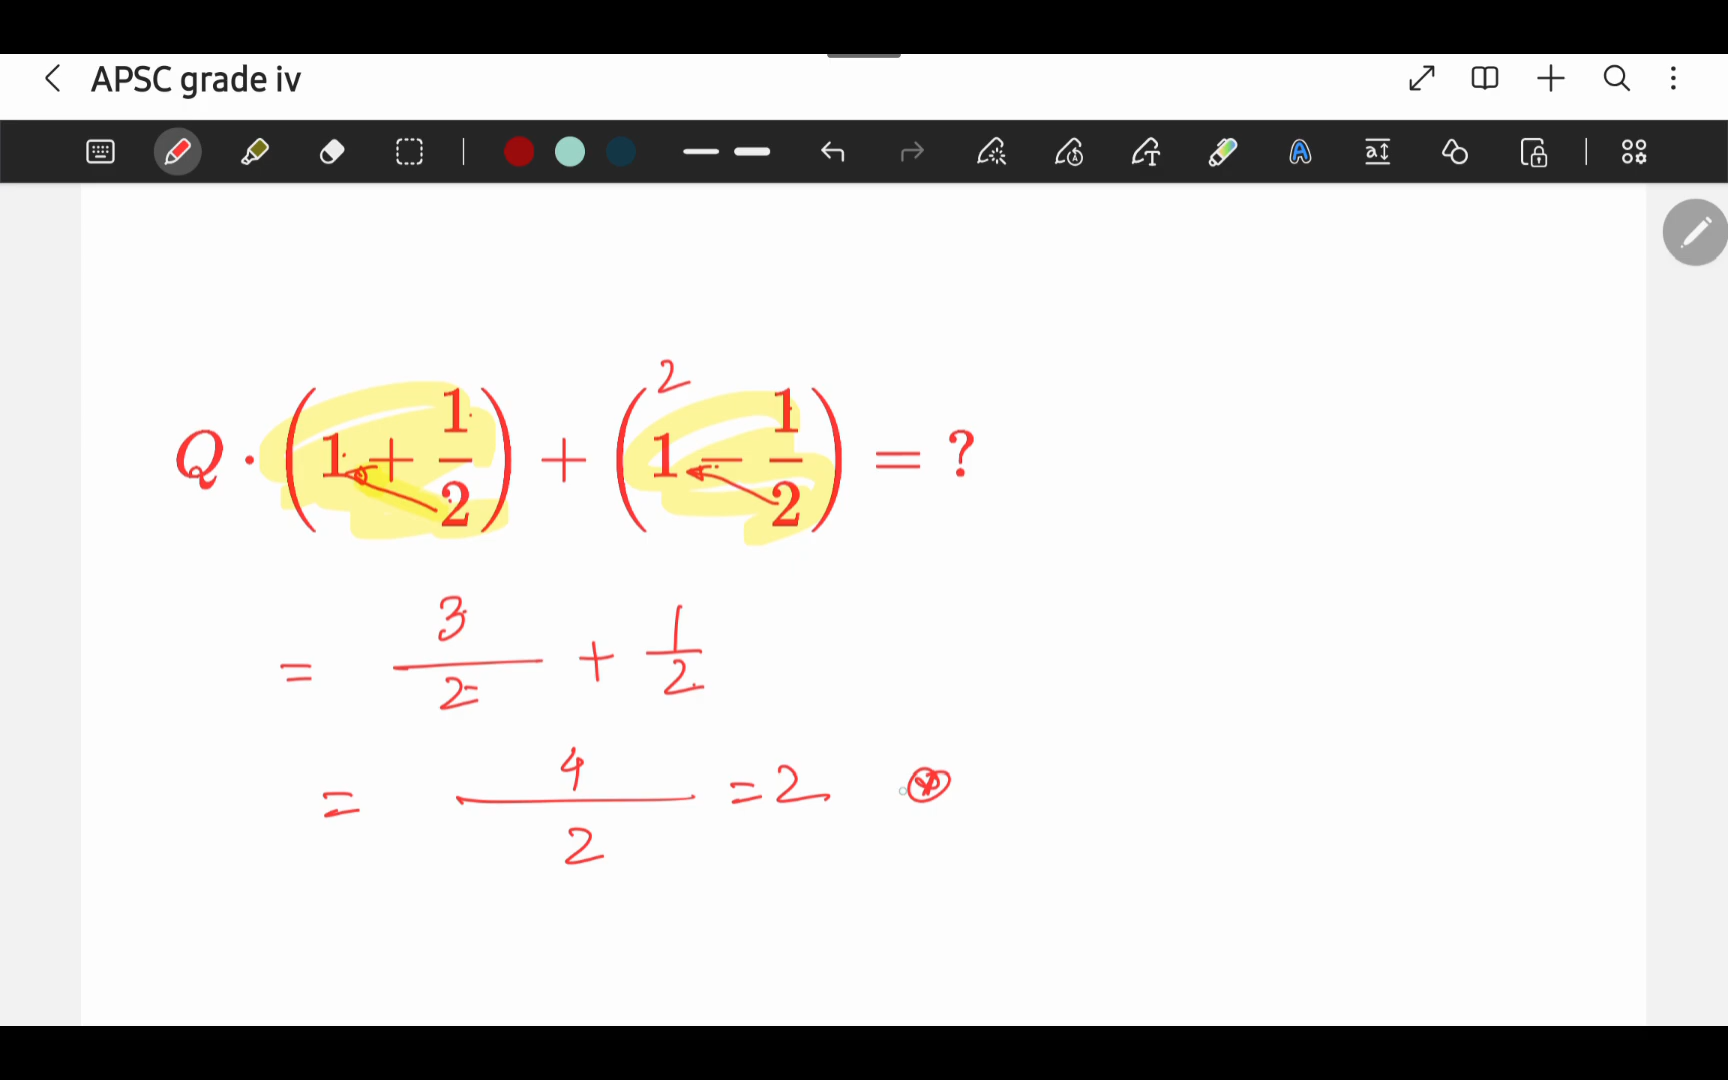 APSC grade iv
2
Q · (1 + 1/2) + (1 − 1/2) = ?
= 3/2 + 1/2
= 4/2 = 2